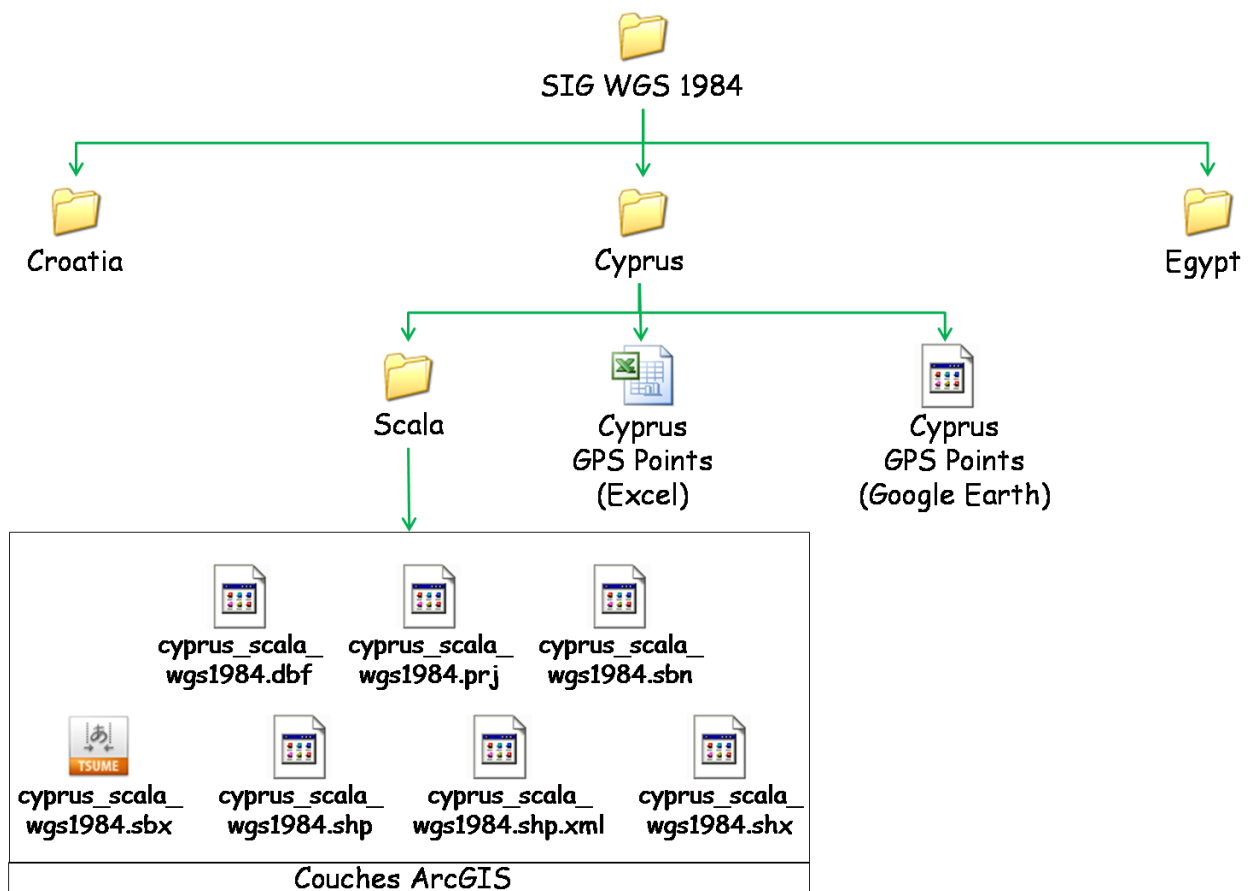 SIG WGS 1984
Croatia
Cyprus
Egypt
Scala
Cyprus
GPS Points
(Excel)
Cyprus
GPS Points
(Google Earth)
cyprus_scala_
wgs1984.dbf
cyprus_scala_
wgs1984.prj
cyprus_scala_
wgs1984.sbn
あ
TSUME
cyprus_scala_
wgs1984.sbx
cyprus_scala_
wgs1984.shp
cyprus_scala_
wgs1984.shp.xml
cyprus_scala_
wgs1984.shx
Couches ArcGIS